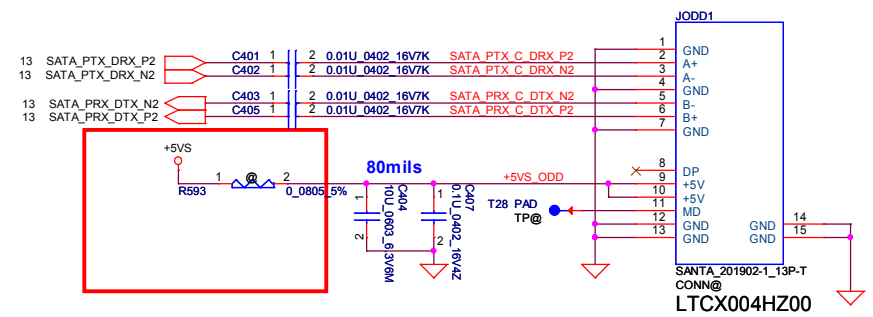 JODD1
13 SATA_PTX_DRX_P2 C401 1 2 0.01U_0402_16V7K SATA_PTX_C_DRX_P2
13 SATA_PTX_DRX_N2 C402 1 2 0.01U_0402_16V7K SATA_PTX_C_DRX_N2
13 SATA_PRX_DTX_N2 C403 1 2 0.01U_0402_16V7K SATA_PRX_C_DTX_N2
13 SATA_PRX_DTX_P2 C405 1 2 0.01U_0402_16V7K SATA_PRX_C_DTX_P2
1 GND
2 A+
3 A-
4 GND
5 B-
6 B+
7 GND
8 DP
9 +5V
10 +5V
11 MD
12 GND
13 GND
GND 14
GND 15
+5VS
R593 1 @ 2 0_0805_5%
80mils
+5VS_ODD
1 2 C404
10U_0603_6.3V6M
1 2 C407
0.1U_0402_16V4Z
T28 PAD
TP@
SANTA_201902-1_13P-T
CONN@
LTCX004HZ00